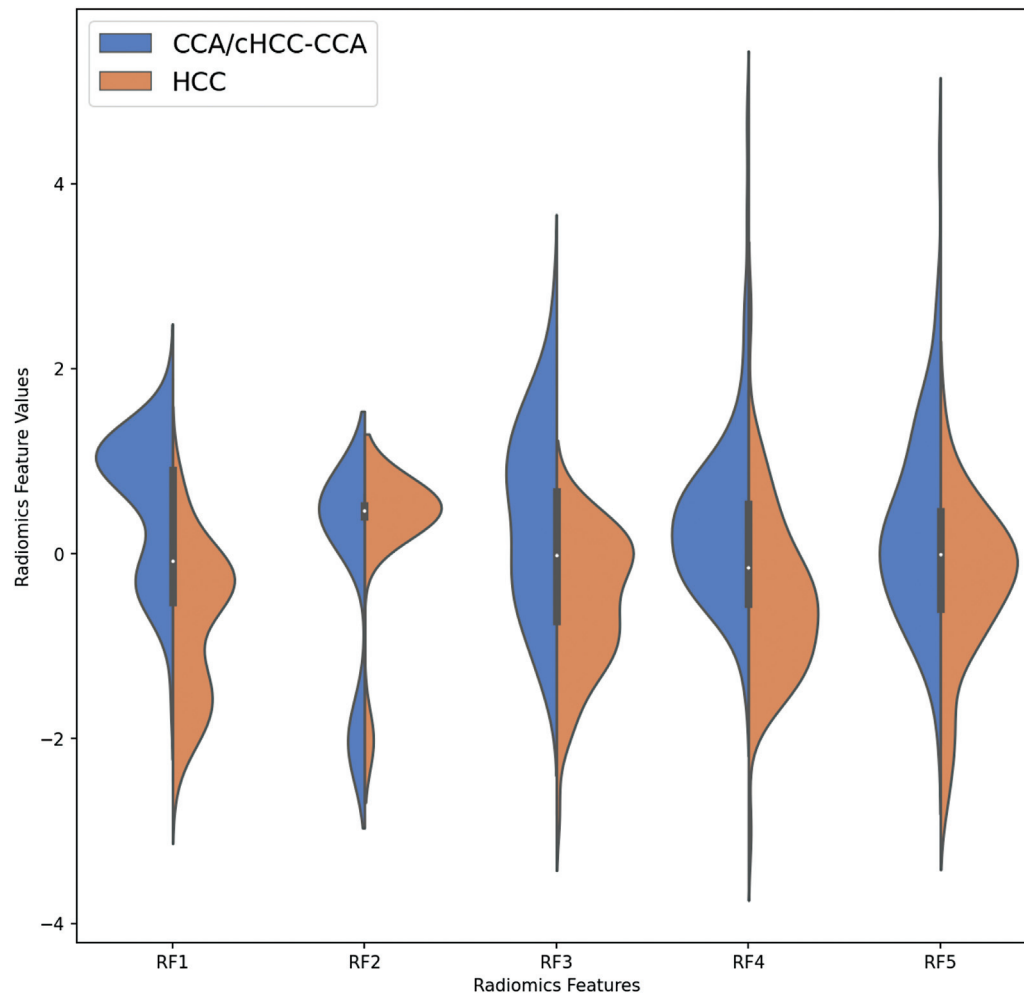 CCA/cHCC-CCA
HCC
Radiomics Feature Values
4
2
0
−2
−4
RF1 RF2 RF3 RF4 RF5
Radiomics Features